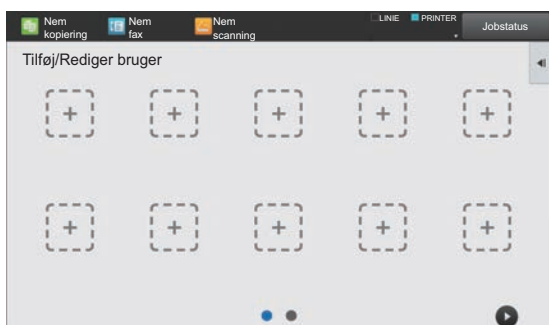 Nem kopiering
Nem fax
Nem scanning
LINIE
PRINTER
Jobstatus
Tilføj/Rediger bruger